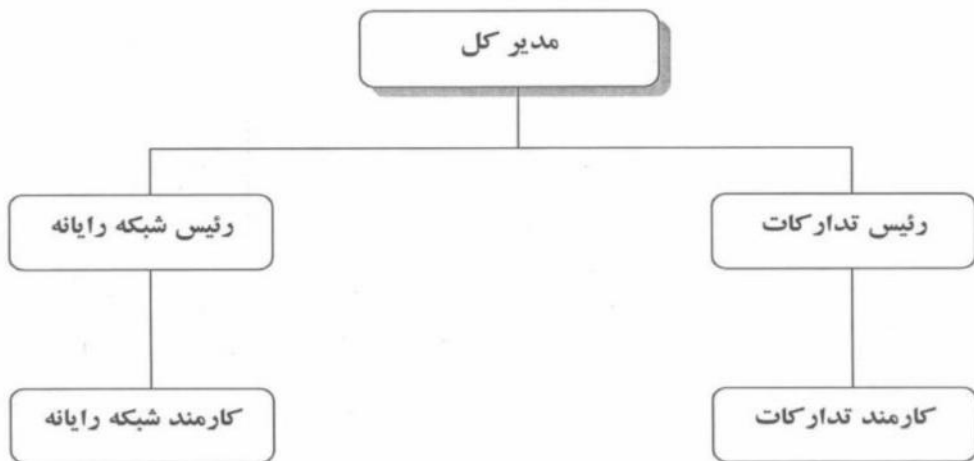 مدیر کل
رئیس تدارکات
رئیس شبکه رایانه
کارمند تدارکات
کارمند شبکه رایانه